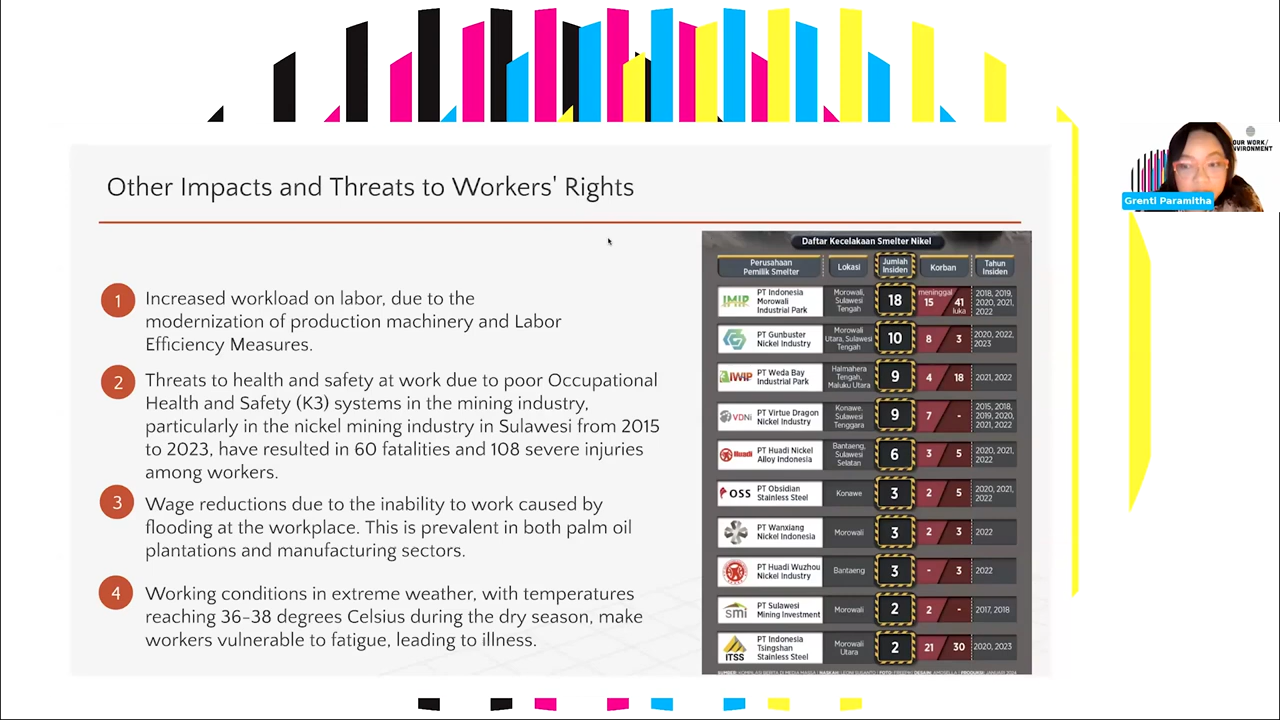 OUR WORK/
Grenti Paramitha
Other Impacts and Threats to Workers' Rights
1
Increased workload on labor, due to the
modernization of production machinery and Labor
Efficiency Measures.
2
Threats to health and safety at work due to poor Occupational
Health and Safety (K3) systems in the mining industry,
particularly in the nikel mining industry in Sulawesi from 2015
to 2023, have resulted in 60 fatalities and 108 severe injuries
among workers.
3
Wage reductions due to the inability to work caused by
flooding at the workplace. This is prevalent in both palm oil
plantations and manufacturing sectors.
4
Working conditions in extreme weather, with temperatures
reaching 36-38 degrees Celsius during the dry season, make
workers vulnerable to fatigue, leading to illness.
Daftar Kecelakaan Smelter Nikel
Perusahaan
Pemilik Smelter
Lokasi
Jumlah
Insiden
Korban
Tahun
Insiden
IMIP
PT Indonesia
Morowali
Industrial Park
Morowali,
Sulawesi
Tengah
18
meninggal
15
41
luka
2018, 2019,
2020, 2021,
2022
PT Gunbuster
Nickel Industry
Morowali
Utara, Sulawesi
Tengah
10
8
3
2020, 2022,
2023
IWIP
PT Weda Bay
Industrial Park
Halmahera
Tengah,
Maluku Utara
9
4
18
2021, 2022
VDNi
PT Virtue Dragon
Nickel Industry
Konawe,
Sulawesi
Tenggara
9
7
-
2015, 2018,
2019, 2020,
2021, 2022
Huadi
PT Huadi Nickel
Alloy Indonesia
Bantaeng,
Sulawesi
Selatan
6
3
5
2020, 2021,
2022
OSS
PT Obsidian
Stainless Steel
Konawe
3
2
5
2020, 2021,
2022
PT Wanxiang
Nickel Indonesia
Morowali
3
2
3
2022
PT Huadi Wuzhou
Nickel Industry
Bantaeng
3
-
3
2022
smi
PT Sulawesi
Mining Investment
Morowali
2
2
-
2017, 2018
ITSS
PT Indonesia
Tsingshan
Stainless Steel
Morowali
Utara
2
21
30
2020, 2023